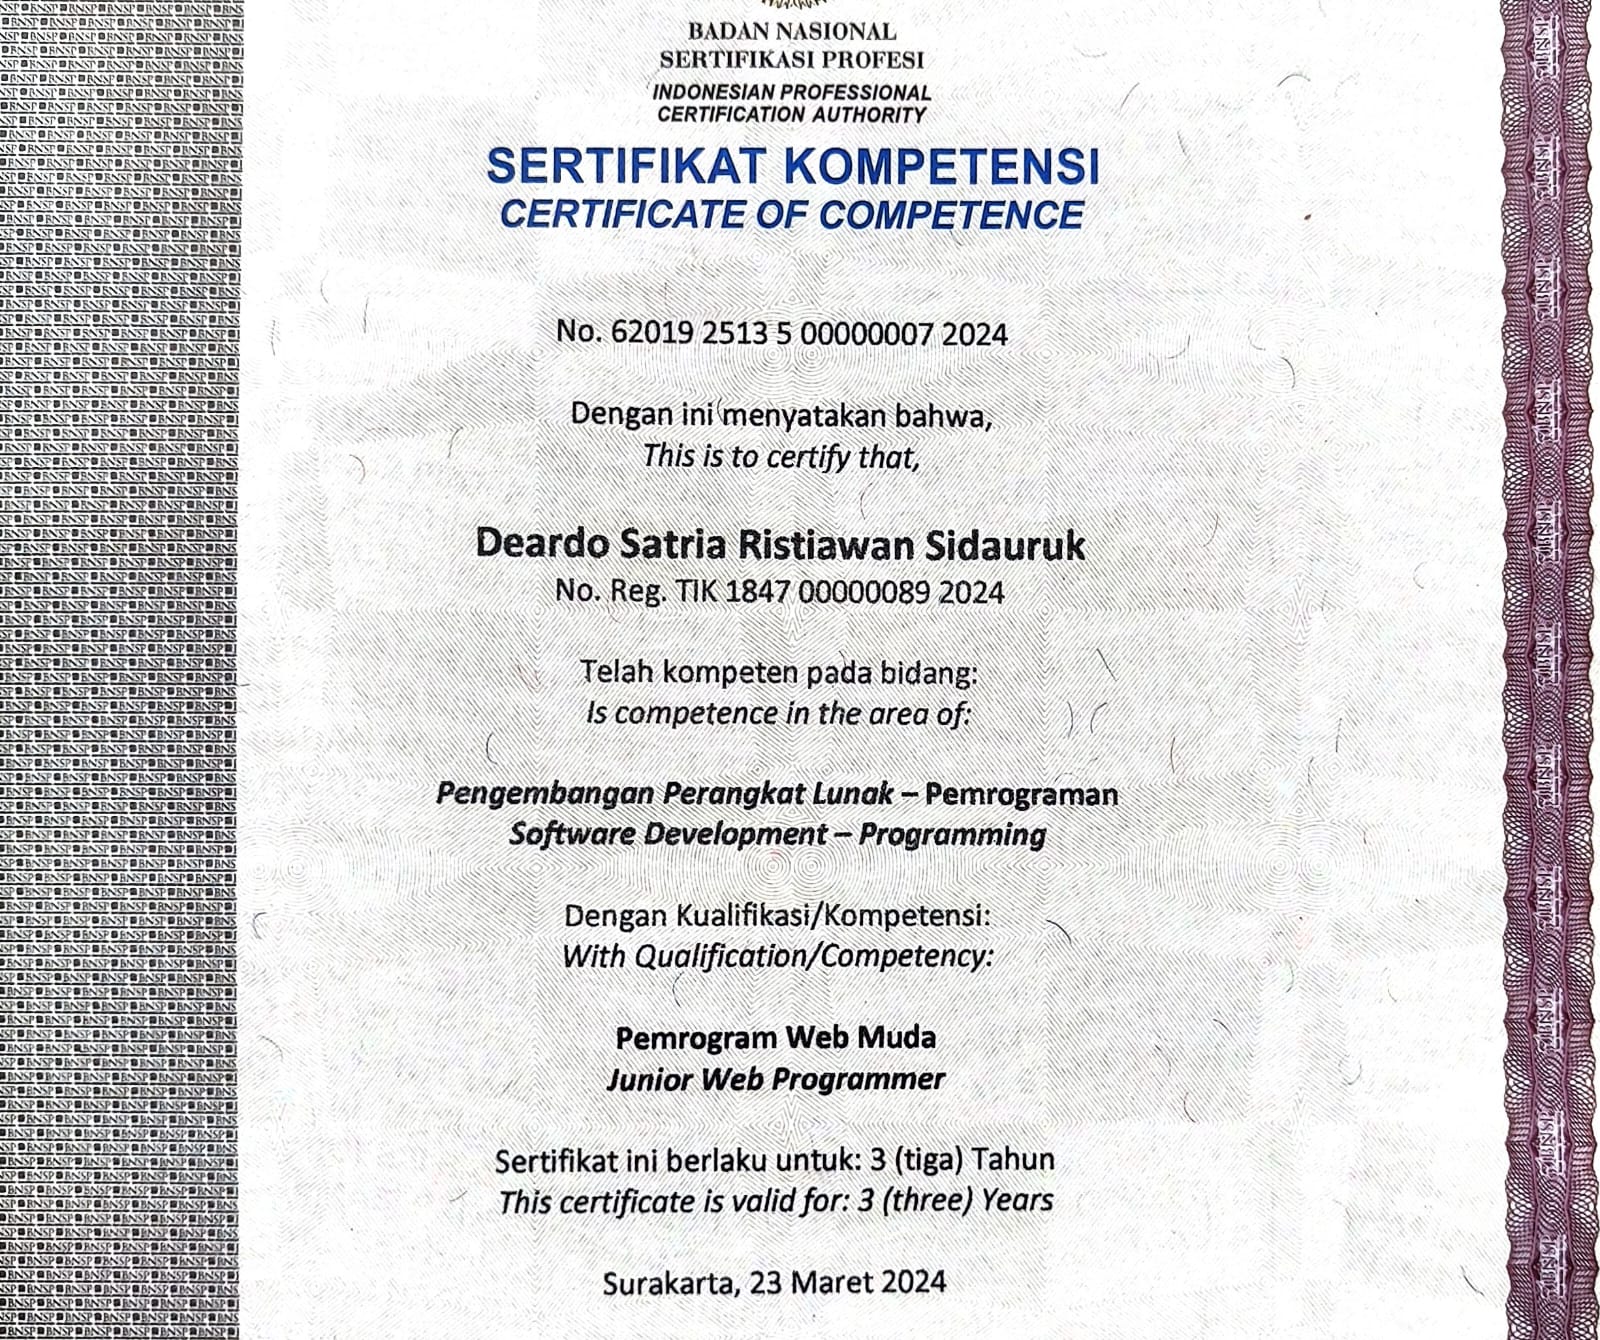 BADAN NASIONAL
SERTIFIKASI PROFESI
INDONESIAN PROFESSIONAL
CERTIFICATION AUTHORITY
SERTIFIKAT KOMPETENSI
CERTIFICATE OF COMPETENCE
No. 62019 2513 5 00000007 2024
Dengan ini menyatakan bahwa,
This is to certify that,
Deardo Satria Ristiawan Sidauruk
No. Reg. TIK 1847 00000089 2024
Telah kompeten pada bidang:
Is competence in the area of:
Pengembangan Perangkat Lunak – Pemrograman
Software Development – Programming
Dengan Kualifikasi/Kompetensi:
With Qualification/Competency:
Pemrogram Web Muda
Junior Web Programmer
Sertifikat ini berlaku untuk: 3 (tiga) Tahun
This certificate is valid for: 3 (three) Years
Surakarta, 23 Maret 2024